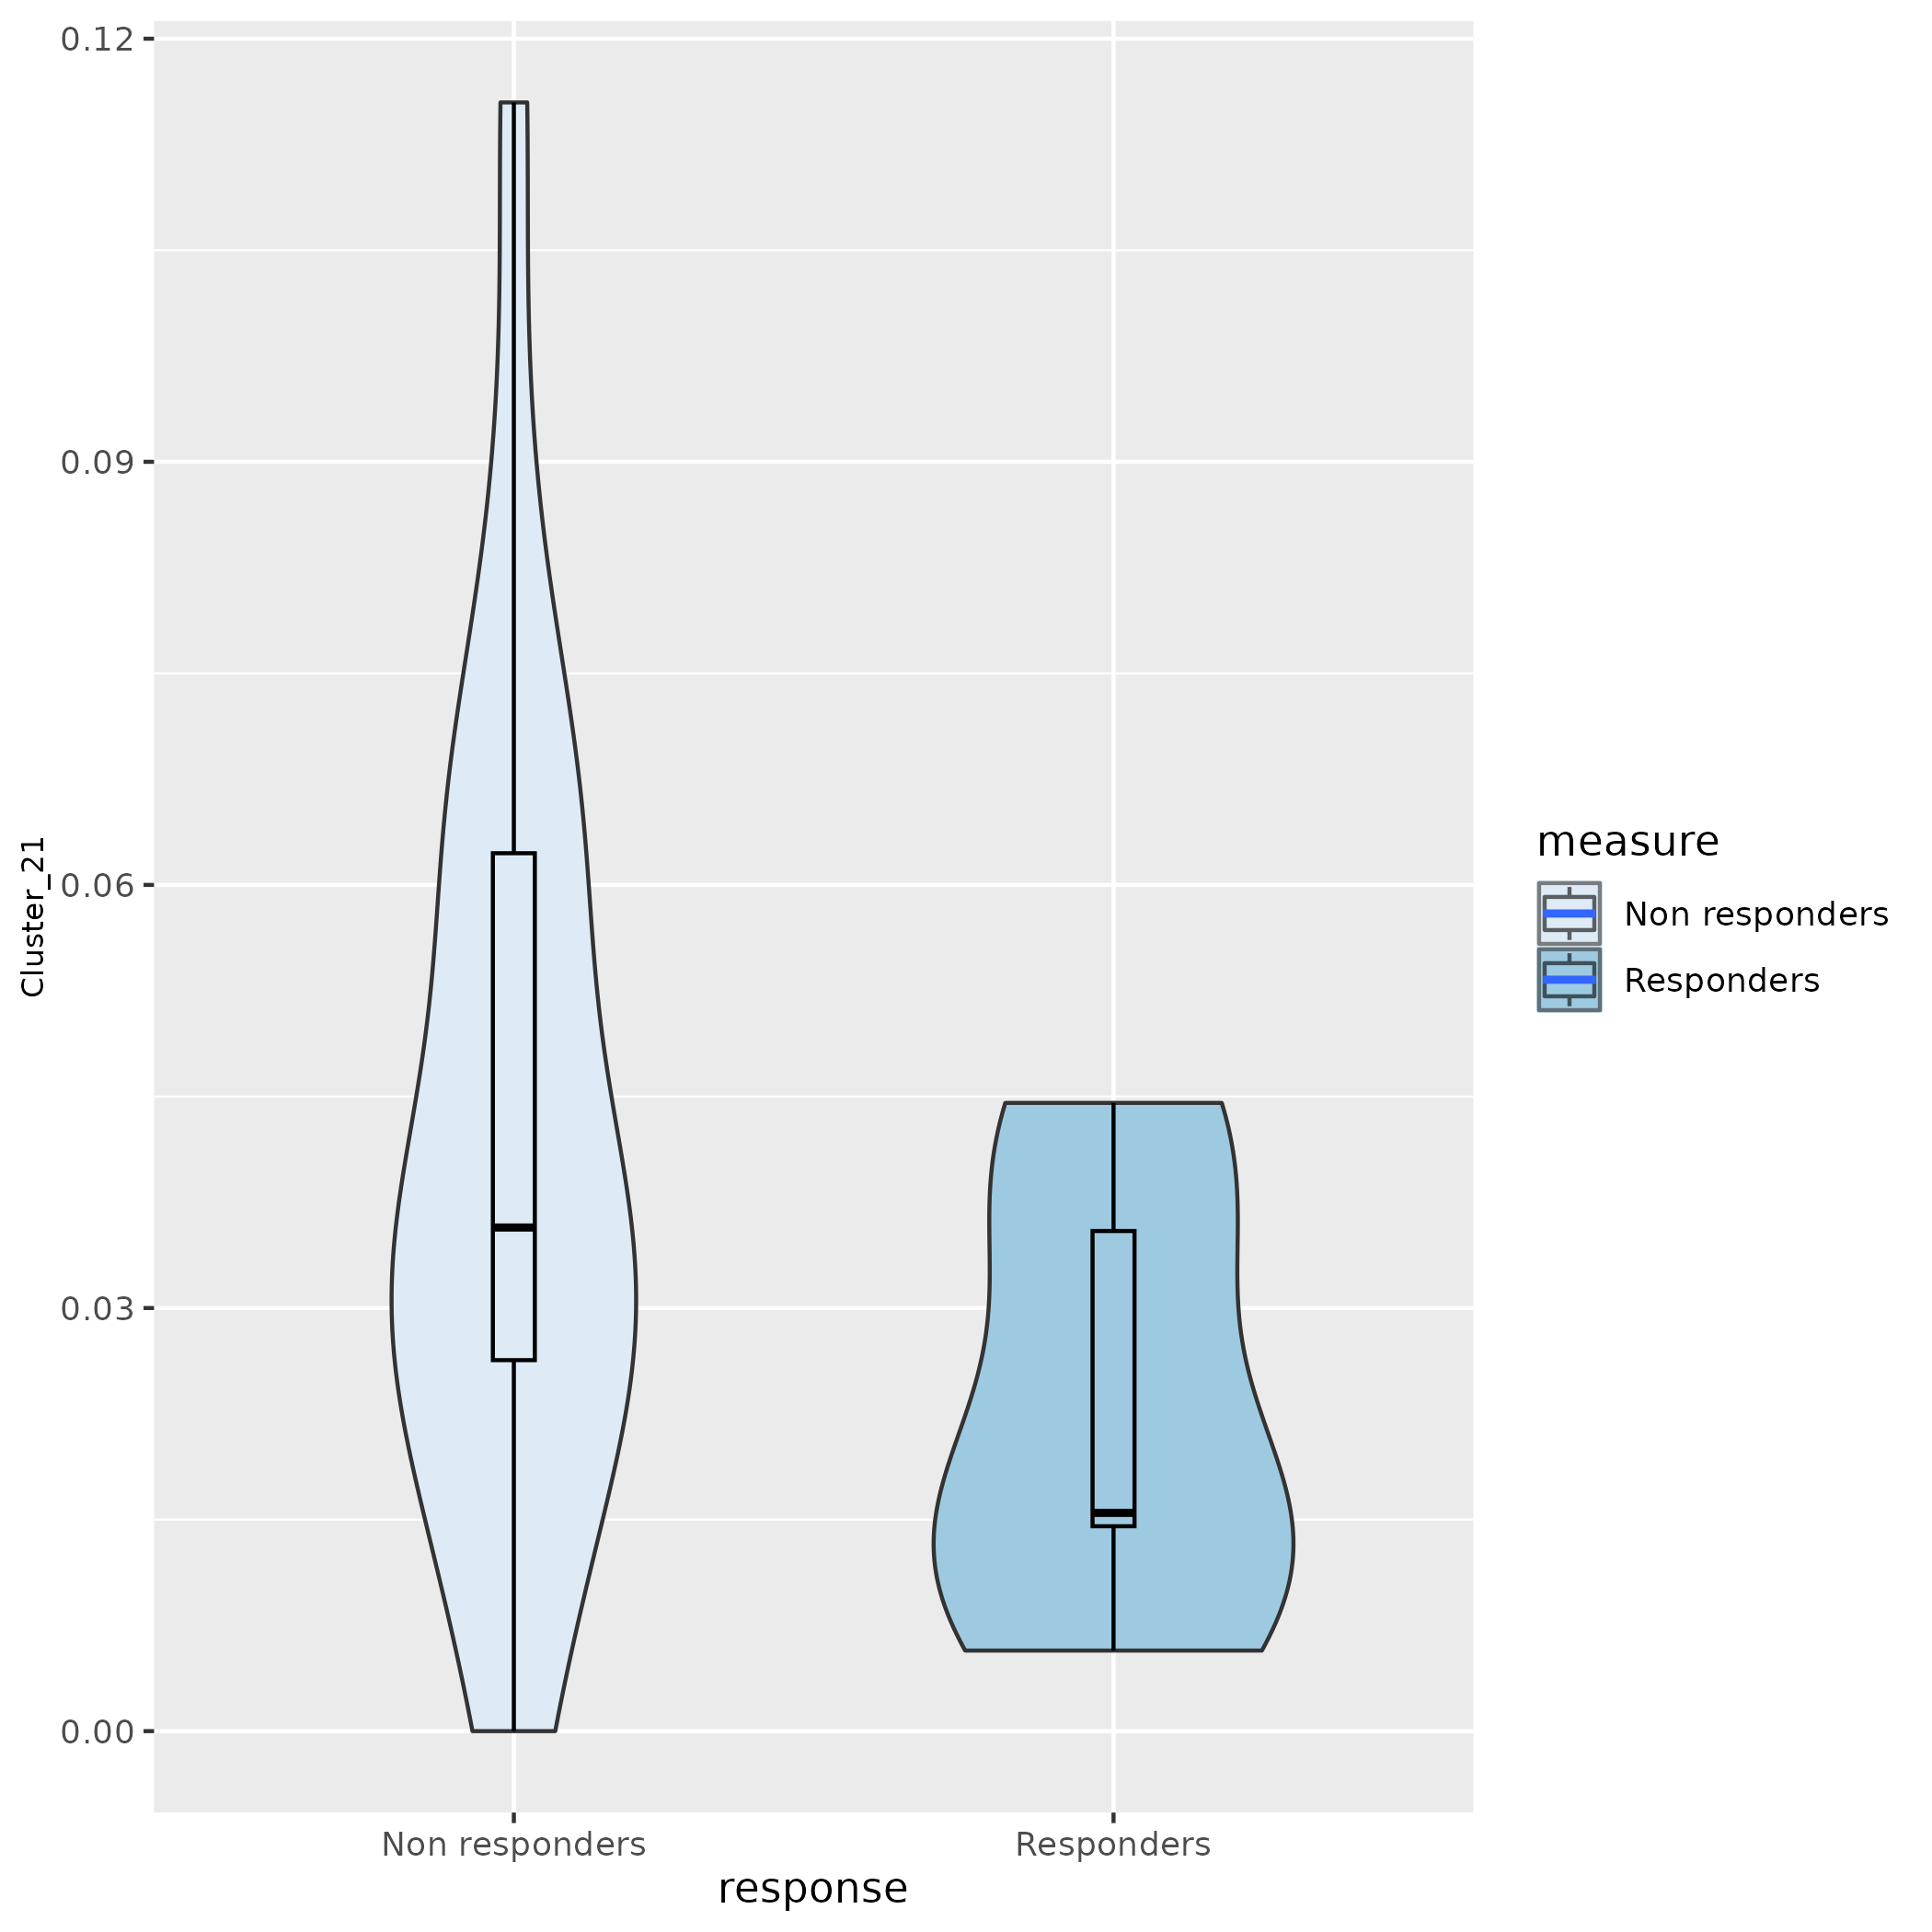 0.12
0.09
0.06
0.03
0.00
Cluster_21
Non responders
Responders
response
measure
Non responders
Responders